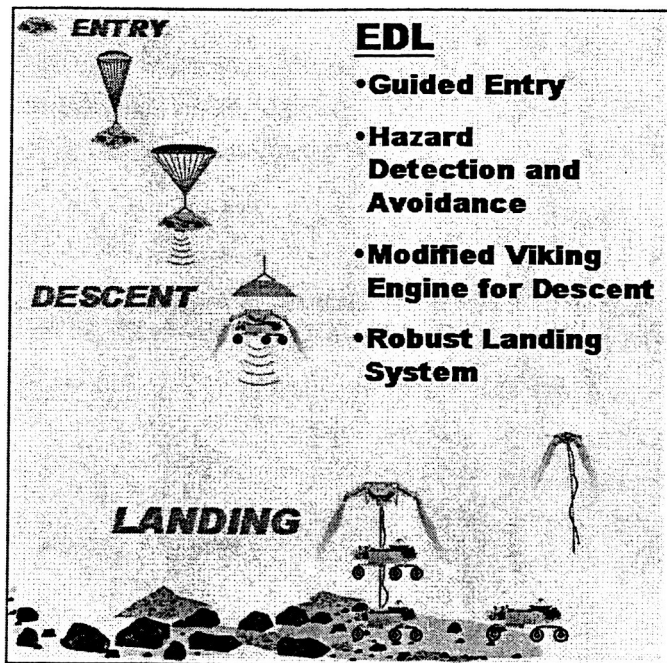 ENTRY
EDL
•Guided Entry
•Hazard
Detection and
Avoidance
•Modified Viking
Engine for Descent
•Robust Landing
System
DESCENT
LANDING